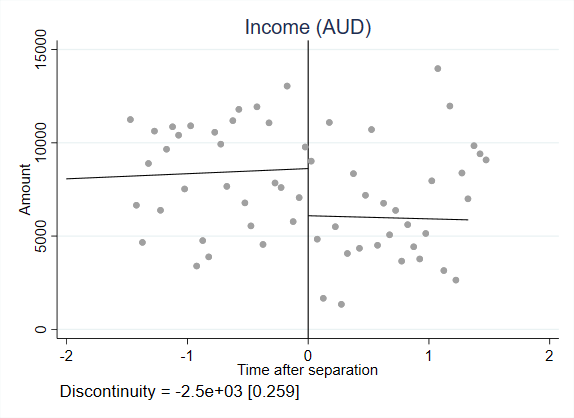 Income (AUD)
15000
10000
5000
0
Amount
-2 -1 0 1 2
Time after separation
Discontinuity = -2.5e+03 [0.259]